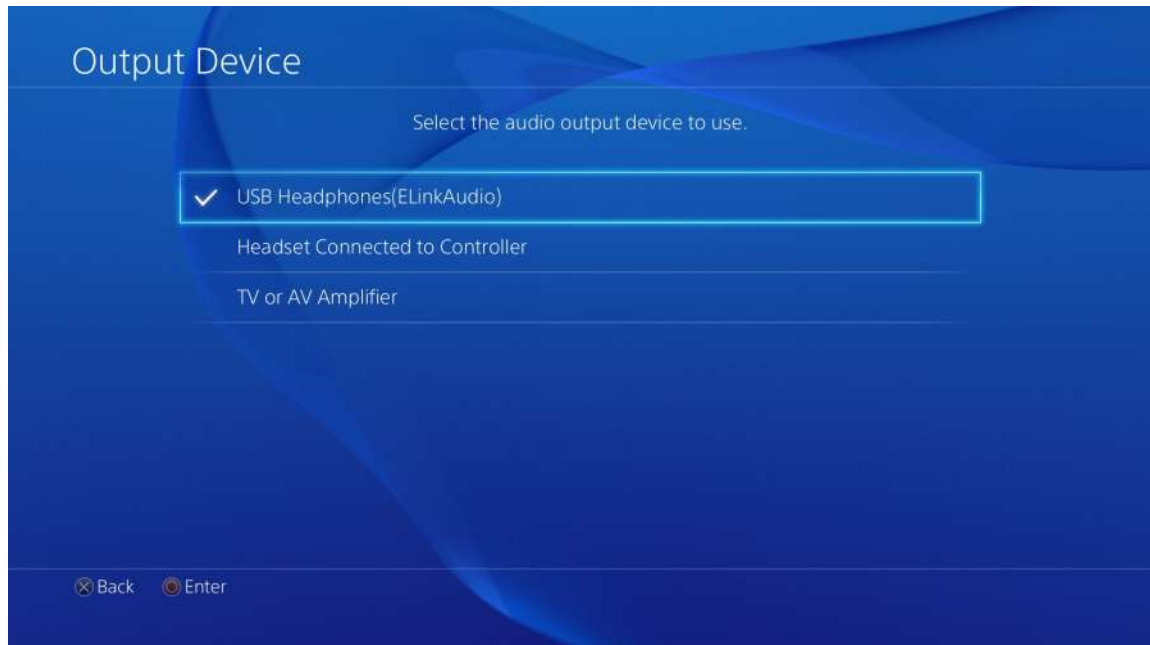 Output Device
Select the audio output device to use.
USB Headphones(ELinkAudio)
Headset Connected to Controller
TV or AV Amplifier
Back Enter